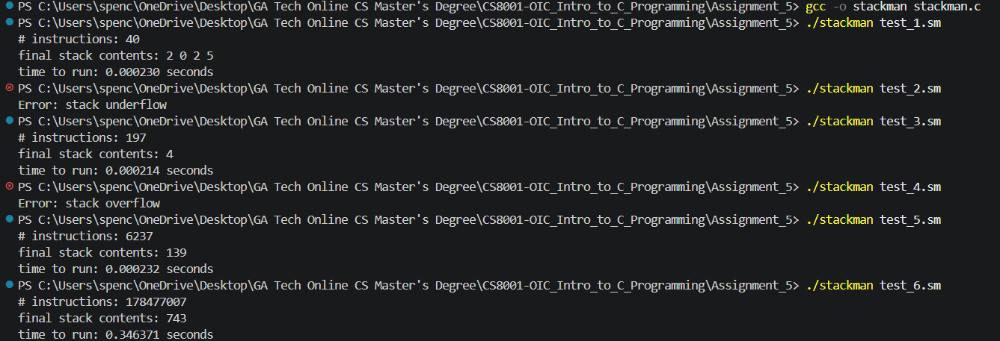 PS C:\Users\spenc\OneDrive\Desktop\GA Tech Online CS Master's Degree\CS8001-OIC_Intro_to_C_Programming\Assignment_5> gcc -o stackman stackman.c
PS C:\Users\spenc\OneDrive\Desktop\GA Tech Online CS Master's Degree\CS8001-OIC_Intro_to_C_Programming\Assignment_5> ./stackman test_1.sm
# instructions: 40
final stack contents: 2 0 2 5
time to run: 0.000230 seconds
PS C:\Users\spenc\OneDrive\Desktop\GA Tech Online CS Master's Degree\CS8001-OIC_Intro_to_C_Programming\Assignment_5> ./stackman test_2.sm
Error: stack underflow
PS C:\Users\spenc\OneDrive\Desktop\GA Tech Online CS Master's Degree\CS8001-OIC_Intro_to_C_Programming\Assignment_5> ./stackman test_3.sm
# instructions: 197
final stack contents: 4
time to run: 0.000214 seconds
PS C:\Users\spenc\OneDrive\Desktop\GA Tech Online CS Master's Degree\CS8001-OIC_Intro_to_C_Programming\Assignment_5> ./stackman test_4.sm
Error: stack overflow
PS C:\Users\spenc\OneDrive\Desktop\GA Tech Online CS Master's Degree\CS8001-OIC_Intro_to_C_Programming\Assignment_5> ./stackman test_5.sm
# instructions: 6237
final stack contents: 139
time to run: 0.000232 seconds
PS C:\Users\spenc\OneDrive\Desktop\GA Tech Online CS Master's Degree\CS8001-OIC_Intro_to_C_Programming\Assignment_5> ./stackman test_6.sm
# instructions: 178477007
final stack contents: 743
time to run: 0.346371 seconds